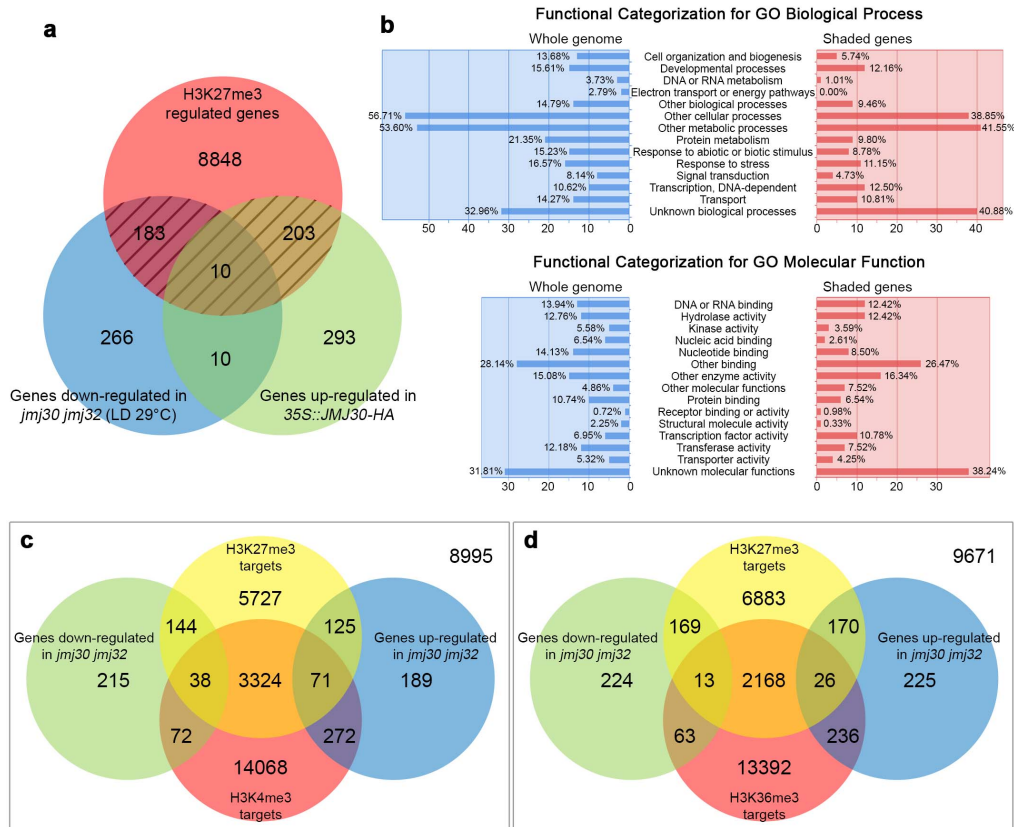 a
H3K27me3
regulated genes
8848
183
203
10
266
293
10
Genes down-regulated in
jmj30 jmj32 (LD 29°C)
Genes up-regulated in
35S::JMJ30-HA
b
Functional Categorization for GO Biological Process
Whole genome
Shaded genes
13.68% Cell organization and biogenesis 5.74%
15.61% Developmental processes 12.16%
3.73% DNA or RNA metabolism 1.01%
2.79% Electron transport or energy pathways 0.00%
14.79% Other biological processes 9.46%
56.71% Other cellular processes 38.85%
53.60% Other metabolic processes 41.55%
21.35% Protein metabolism 9.80%
15.23% Response to abiotic or biotic stimulus 8.78%
16.57% Response to stress 11.15%
8.14% Signal transduction 4.73%
10.62% Transcription, DNA-dependent 12.50%
14.27% Transport 10.81%
32.96% Unknown biological processes 40.88%
50 40 30 20 10 0 0 10 20 30 40
Functional Categorization for GO Molecular Function
Whole genome
Shaded genes
13.94% DNA or RNA binding 12.42%
12.76% Hydrolase activity 12.42%
5.58% Kinase activity 3.59%
6.54% Nucleic acid binding 2.61%
14.13% Nucleotide binding 8.50%
28.14% Other binding 26.47%
15.08% Other enzyme activity 16.34%
4.86% Other molecular functions 7.52%
10.74% Protein binding 6.54%
0.72% Receptor binding or activity 0.98%
2.25% Structural molecule activity 0.33%
6.95% Transcription factor activity 10.78%
12.18% Transferase activity 7.52%
5.32% Transporter activity 4.25%
31.81% Unknown molecular functions 38.24%
30 20 10 0 0 10 20 30
c
H3K27me3
targets
8995
5727
144
125
Genes down-regulated
in jmj30 jmj32
Genes up-regulated
in jmj30 jmj32
215
38
3324
71
189
72
272
14068
H3K4me3
targets
d
H3K27me3
targets
9671
6883
169
170
Genes down-regulated
in jmj30 jmj32
Genes up-regulated
in jmj30 jmj32
224
13
2168
26
225
63
236
13392
H3K36me3
targets